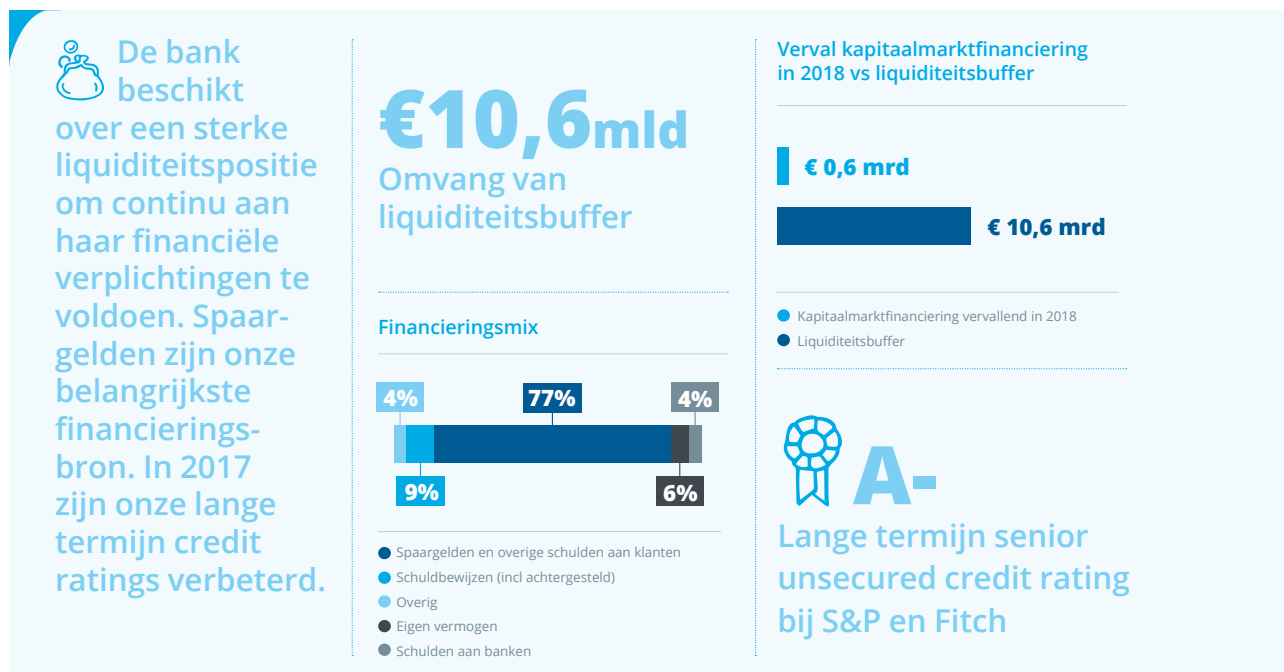 De bank
beschikt
over een sterke
liquiditeitspositie
om continu aan
haar financiële
verplichtingen te
voldoen. Spaar-
gelden zijn onze
belangrijkste
financierings-
bron. In 2017
zijn onze lange
termijn credit
ratings verbeterd.
€10,6mld
Omvang van
liquiditeitsbuffer
Financieringsmix
4%
77%
4%
9%
6%
Spaargelden en overige schulden aan klanten
Schuldbewijzen (incl achtergesteld)
Overig
Eigen vermogen
Schulden aan banken
Verval kapitaalmarktfinanciering
in 2018 vs liquiditeitsbuffer
€ 0,6 mrd
€ 10,6 mrd
Kapitaalmarktfinanciering vervallend in 2018
Liquiditeitsbuffer
A-
Lange termijn senior
unsecured credit rating
bij S&P en Fitch